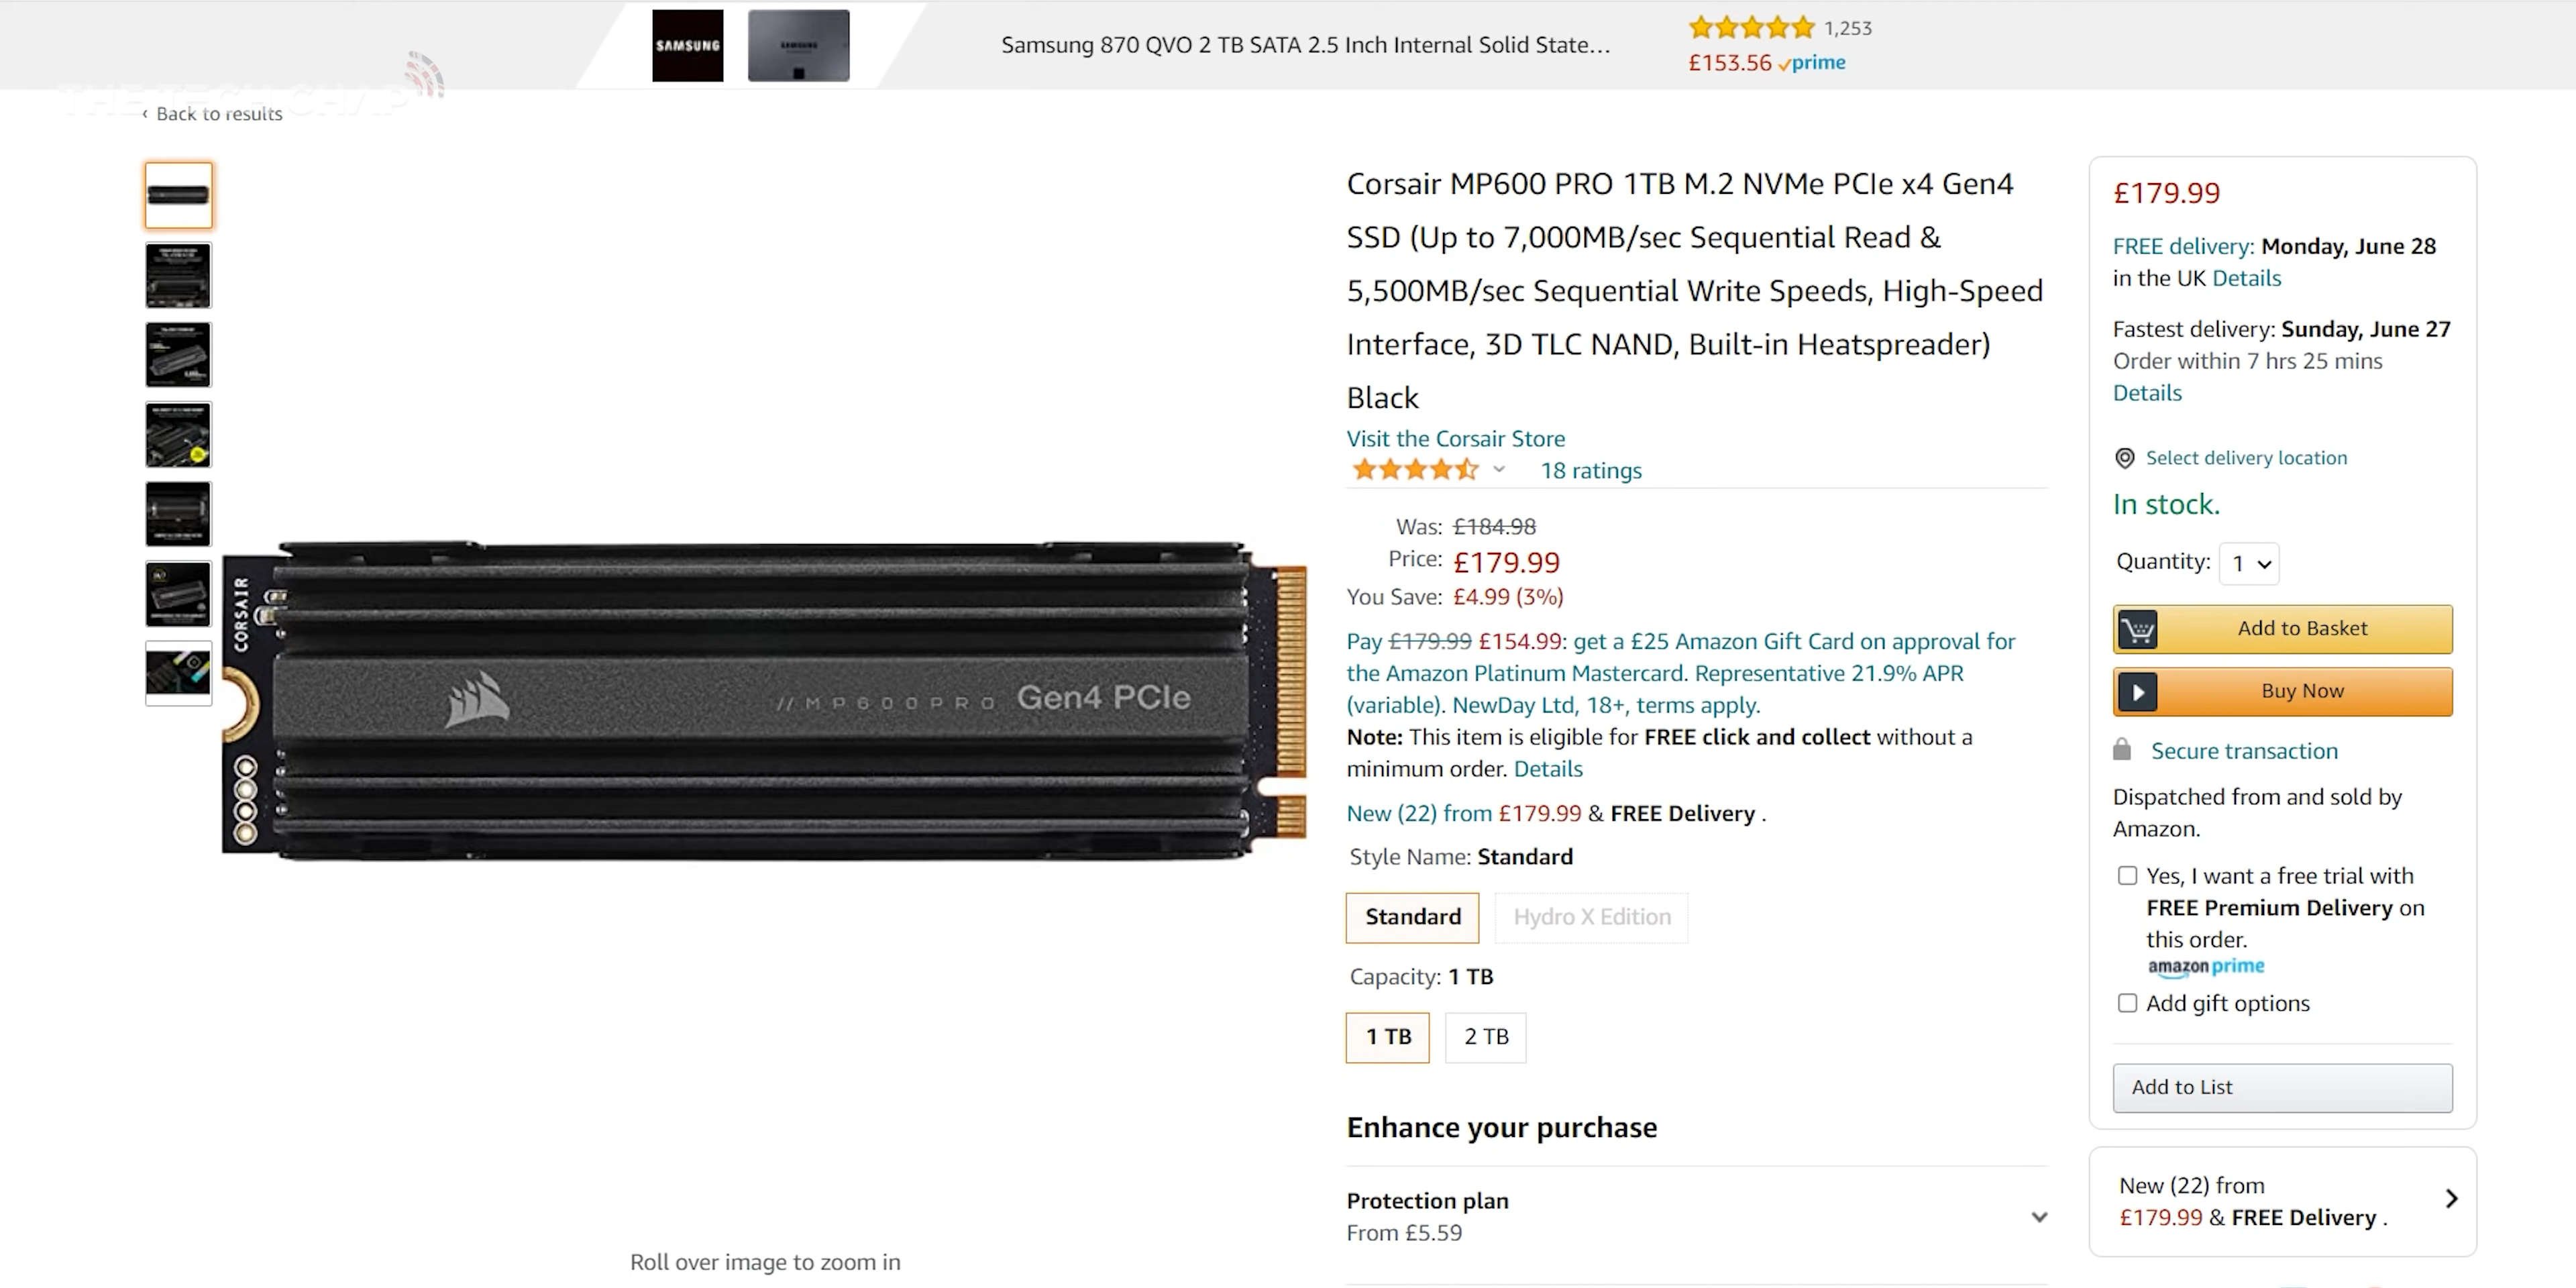 SAMSUNG
Samsung 870 QVO 2 TB SATA 2.5 Inch Internal Solid State...
1,253
£153.56 prime
THE TECH CHAP
‹ Back to results
Corsair MP600 PRO 1TB M.2 NVMe PCIe x4 Gen4
SSD (Up to 7,000MB/sec Sequential Read &
5,500MB/sec Sequential Write Speeds, High-Speed
Interface, 3D TLC NAND, Built-in Heatspreader)
Black
Visit the Corsair Store
18 ratings
Was: £184.98
Price: £179.99
You Save: £4.99 (3%)
Pay £179.99 £154.99: get a £25 Amazon Gift Card on approval for
the Amazon Platinum Mastercard. Representative 21.9% APR
(variable). NewDay Ltd, 18+, terms apply.
Note: This item is eligible for FREE click and collect without a
minimum order. Details
New (22) from £179.99 & FREE Delivery .
Style Name: Standard
Standard Hydro X Edition
Capacity: 1 TB
1 TB 2 TB
Enhance your purchase
Protection plan
From £5.59
CORSAIR
//MP600PRO Gen4 PCIe
Roll over image to zoom in
£179.99
FREE delivery: Monday, June 28
in the UK Details
Fastest delivery: Sunday, June 27
Order within 7 hrs 25 mins
Details
Select delivery location
In stock.
Quantity: 1
Add to Basket
Buy Now
Secure transaction
Dispatched from and sold by
Amazon.
Yes, I want a free trial with
FREE Premium Delivery on
this order.
amazon prime
Add gift options
Add to List
New (22) from
£179.99 & FREE Delivery .